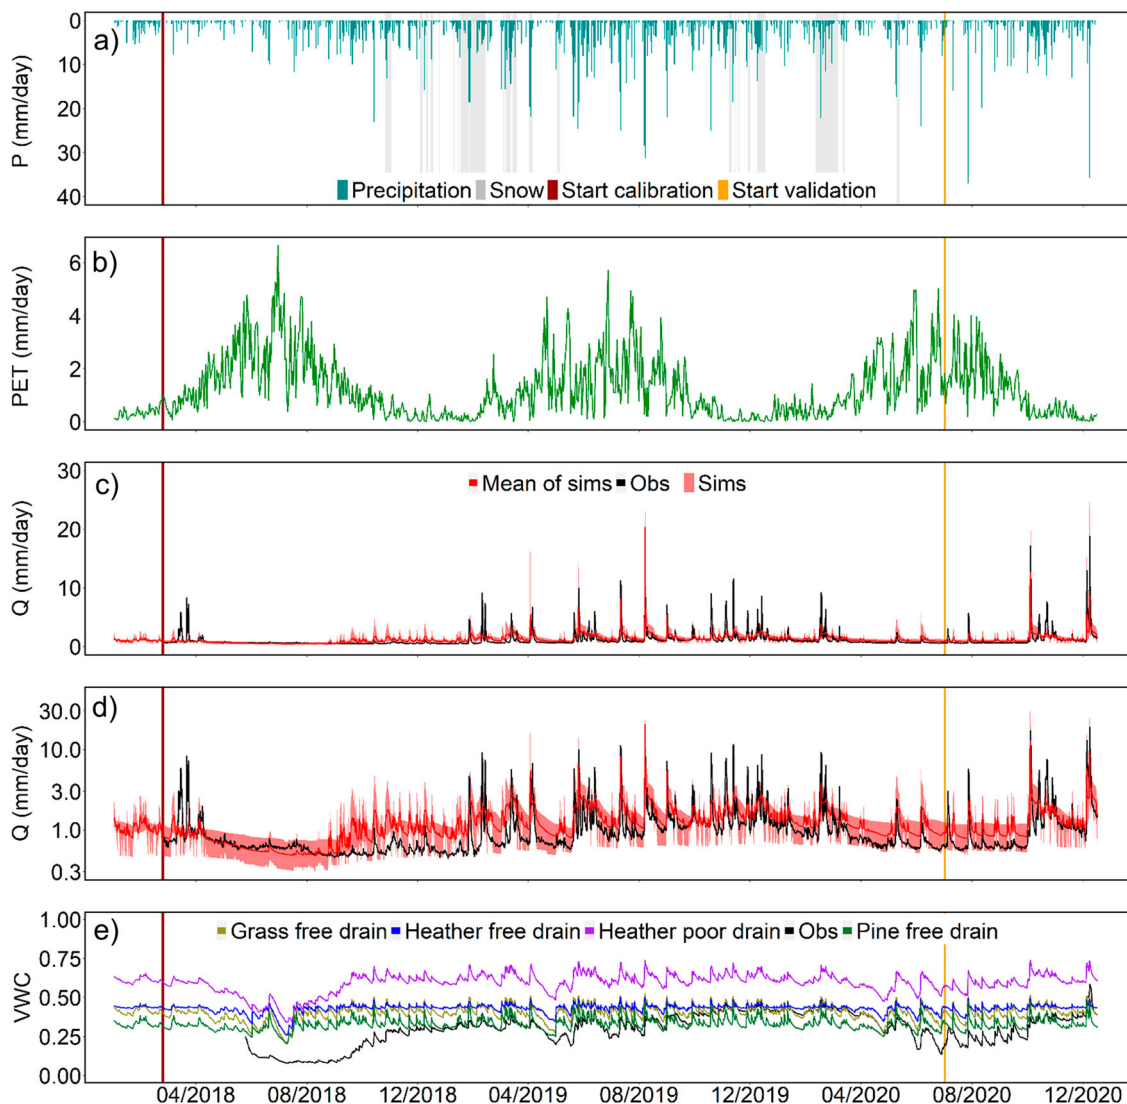 a)
P (mm/day)
0
10
20
30
40
Precipitation Snow Start calibration Start validation
b)
PET (mm/day)
6
4
2
0
c)
Q (mm/day)
30
20
10
0
Mean of sims Obs Sims
d)
Q (mm/day)
30.0
10.0
3.0
1.0
0.3
e)
VWC
1.00
0.75
0.50
0.25
0.00
Grass free drain Heather free drain Heather poor drain Obs Pine free drain
04/2018 08/2018 12/2018 04/2019 08/2019 12/2019 04/2020 08/2020 12/2020